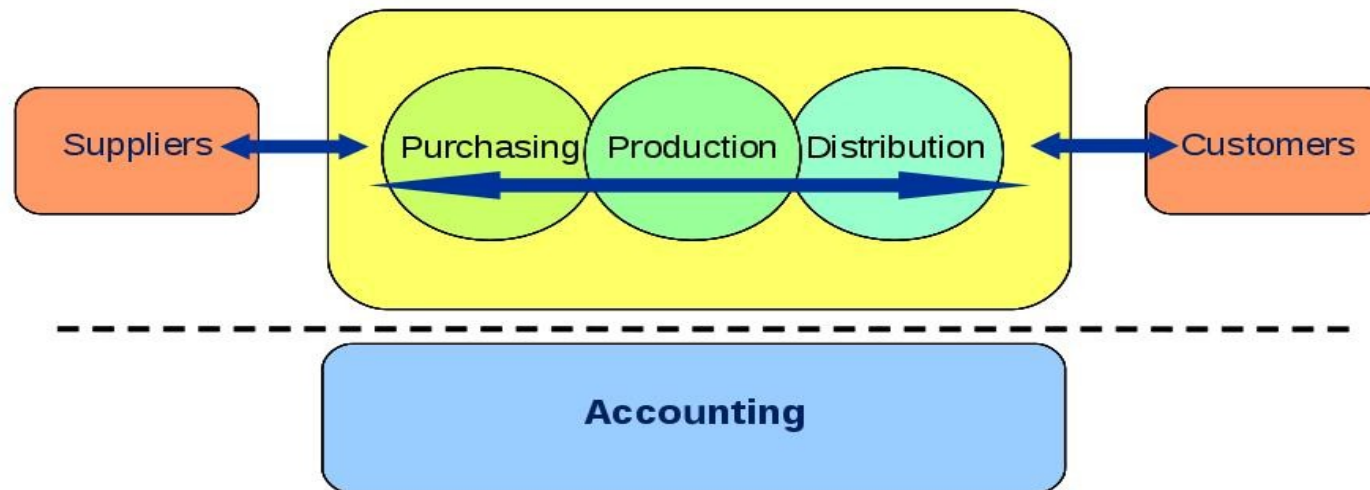 Suppliers
Purchasing
Production
Distribution
Customers
Accounting